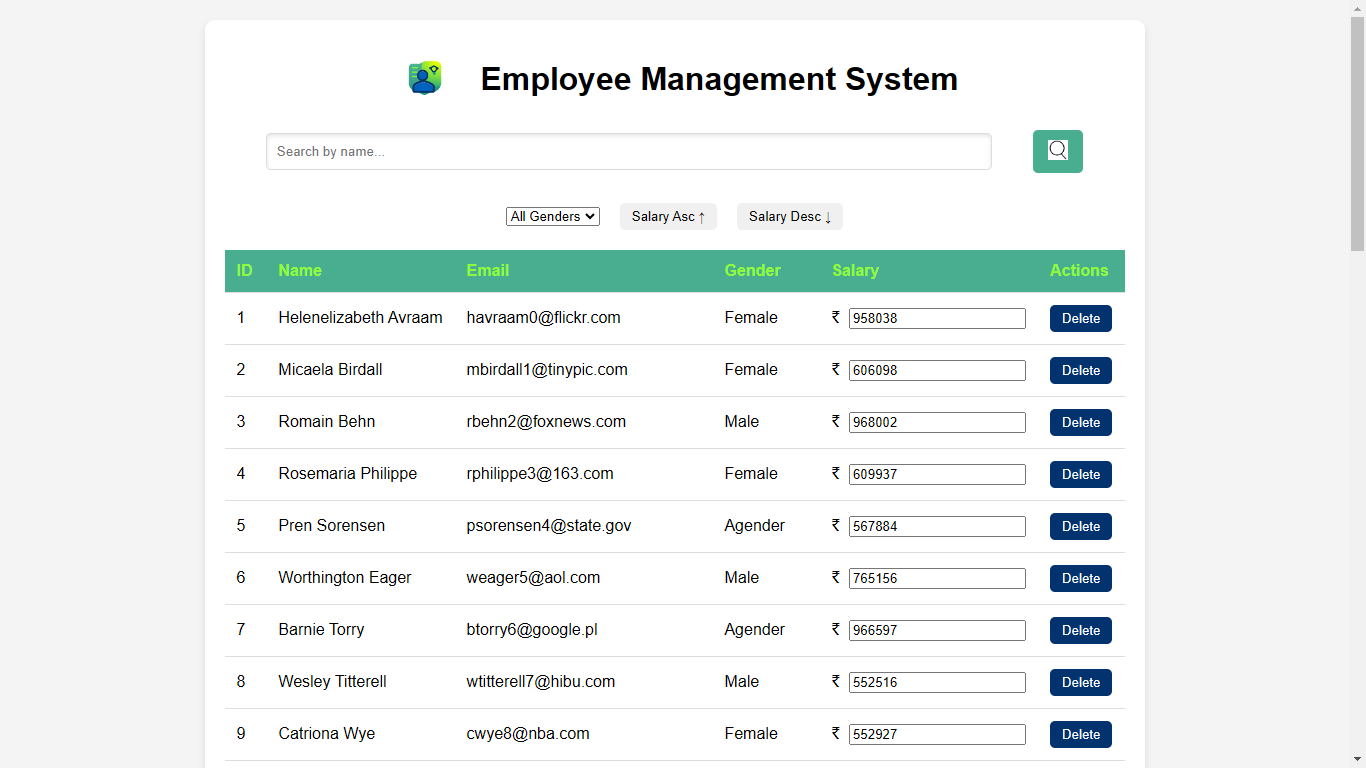 Employee Management System
Search by name...
All Genders Salary Asc ↑ Salary Desc ↓
ID Name Email Gender Salary Actions
1 Helenelizabeth Avraam havraam0@flickr.com Female ₹ 958038 Delete
2 Micaela Birdall mbirdall1@tinypic.com Female ₹ 606098 Delete
3 Romain Behn rbehn2@foxnews.com Male ₹ 968002 Delete
4 Rosemaria Philippe rphilippe3@163.com Female ₹ 609937 Delete
5 Pren Sorensen psorensen4@state.gov Agender ₹ 567884 Delete
6 Worthington Eager weager5@aol.com Male ₹ 765156 Delete
7 Barnie Torry btorry6@google.pl Agender ₹ 966597 Delete
8 Wesley Titterell wtitterell7@hibu.com Male ₹ 552516 Delete
9 Catriona Wye cwye8@nba.com Female ₹ 552927 Delete